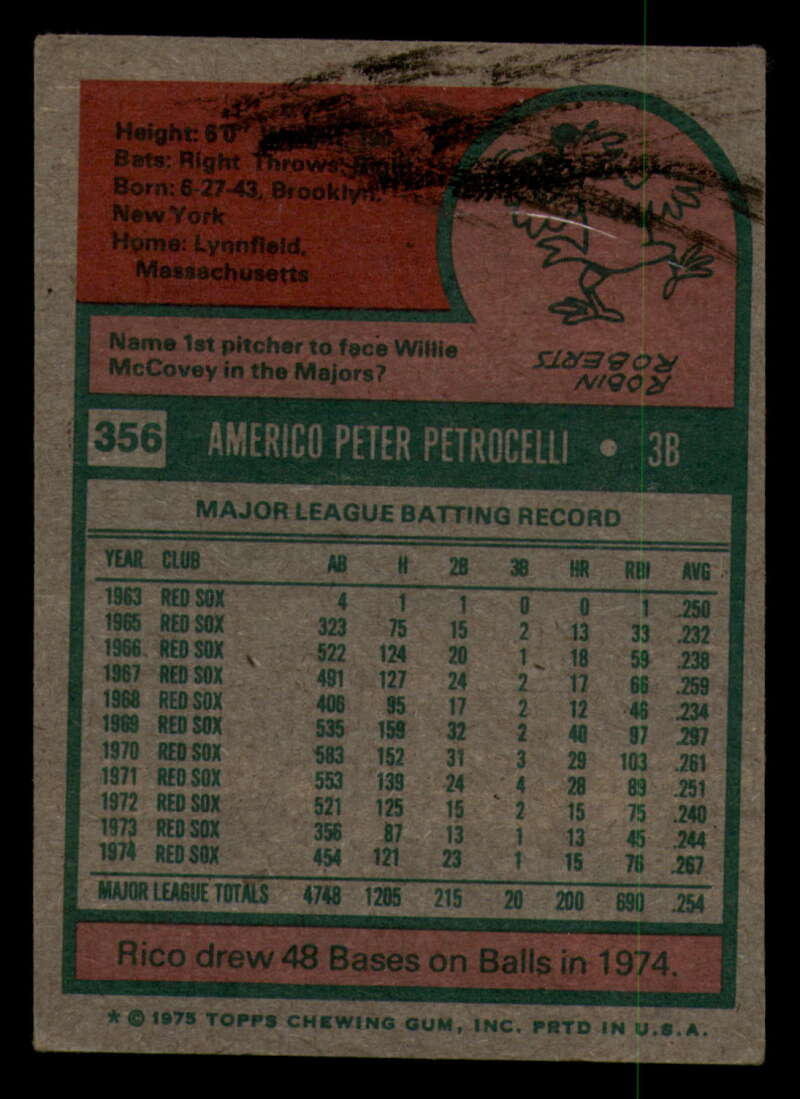 Height: 6'0"
Bats: Right Throws:
Born: 6-27-43, Brooklyn,
New York
Home: Lynnfield,
Massachusetts
Name 1st pitcher to face Willie
McCovey in the Majors?
ROBIN
ROBERTS
356 AMERICO PETER PETROCELLI • 3B
MAJOR LEAGUE BATTING RECORD
YEAR CLUB AB H 2B 3B HR RBI AVG
1963 RED SOX 4 1 1 0 0 1 .250
1965 RED SOX 323 75 15 2 13 33 .232
1966 RED SOX 522 124 20 1 18 59 .238
1967 RED SOX 491 127 24 2 17 66 .259
1968 RED SOX 406 95 17 2 12 46 .234
1969 RED SOX 535 159 32 2 40 97 .297
1970 RED SOX 583 152 31 3 29 103 .261
1971 RED SOX 553 139 24 4 28 89 .251
1972 RED SOX 521 125 15 2 15 75 .240
1973 RED SOX 356 87 13 1 13 45 .244
1974 RED SOX 454 121 23 1 15 76 .267
MAJOR LEAGUE TOTALS 4748 1205 215 20 200 690 .254
Rico drew 48 Bases on Balls in 1974.
* © 1975 TOPPS CHEWING GUM, INC. PRTD IN U.S.A.